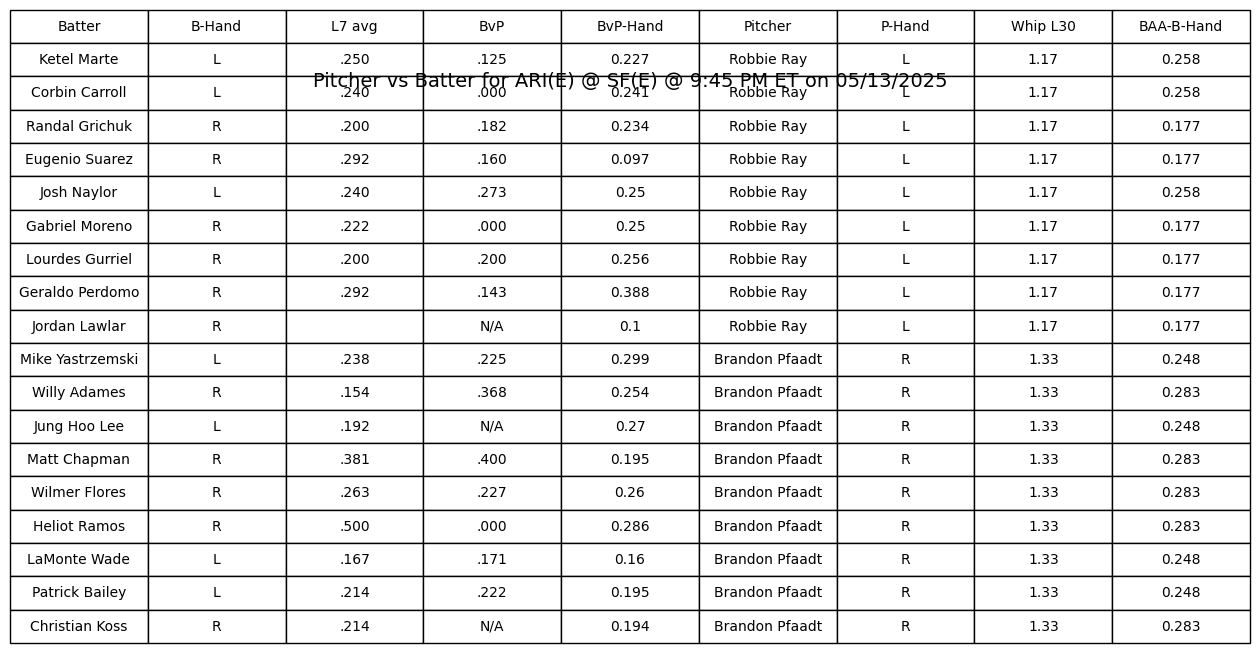 Batter B-Hand L7 avg BvP BvP-Hand Pitcher P-Hand Whip L30 BAA-B-Hand
Ketel Marte L .250 .125 0.227 Robbie Ray L 1.17 0.258
Pitcher vs Batter for ARI(E) @ SF(E) @ 9:45 PM ET on 05/13/2025
Corbin Carroll L .240 .000 0.241 Robbie Ray L 1.17 0.258
Randal Grichuk R .200 .182 0.234 Robbie Ray L 1.17 0.177
Eugenio Suarez R .292 .160 0.097 Robbie Ray L 1.17 0.177
Josh Naylor L .240 .273 0.25 Robbie Ray L 1.17 0.258
Gabriel Moreno R .222 .000 0.25 Robbie Ray L 1.17 0.177
Lourdes Gurriel R .200 .200 0.256 Robbie Ray L 1.17 0.177
Geraldo Perdomo R .292 .143 0.388 Robbie Ray L 1.17 0.177
Jordan Lawlar R N/A 0.1 Robbie Ray L 1.17 0.177
Mike Yastrzemski L .238 .225 0.299 Brandon Pfaadt R 1.33 0.248
Willy Adames R .154 .368 0.254 Brandon Pfaadt R 1.33 0.283
Jung Hoo Lee L .192 N/A 0.27 Brandon Pfaadt R 1.33 0.248
Matt Chapman R .381 .400 0.195 Brandon Pfaadt R 1.33 0.283
Wilmer Flores R .263 .227 0.26 Brandon Pfaadt R 1.33 0.283
Heliot Ramos R .500 .000 0.286 Brandon Pfaadt R 1.33 0.283
LaMonte Wade L .167 .171 0.16 Brandon Pfaadt R 1.33 0.248
Patrick Bailey L .214 .222 0.195 Brandon Pfaadt R 1.33 0.248
Christian Koss R .214 N/A 0.194 Brandon Pfaadt R 1.33 0.283